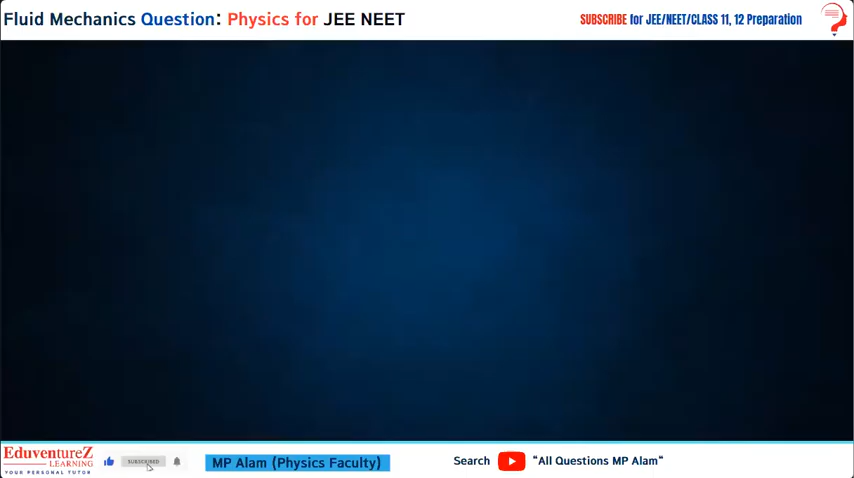 Fluid Mechanics Question: Physics for JEE NEET
SUBSCRIBE for JEE/NEET/CLASS 11, 12 Preparation
EduventureZ
LEARNING
YOUR PERSONAL TUTOR
SUBSCRIBED
MP Alam (Physics Faculty)
Search
“All Questions MP Alam“